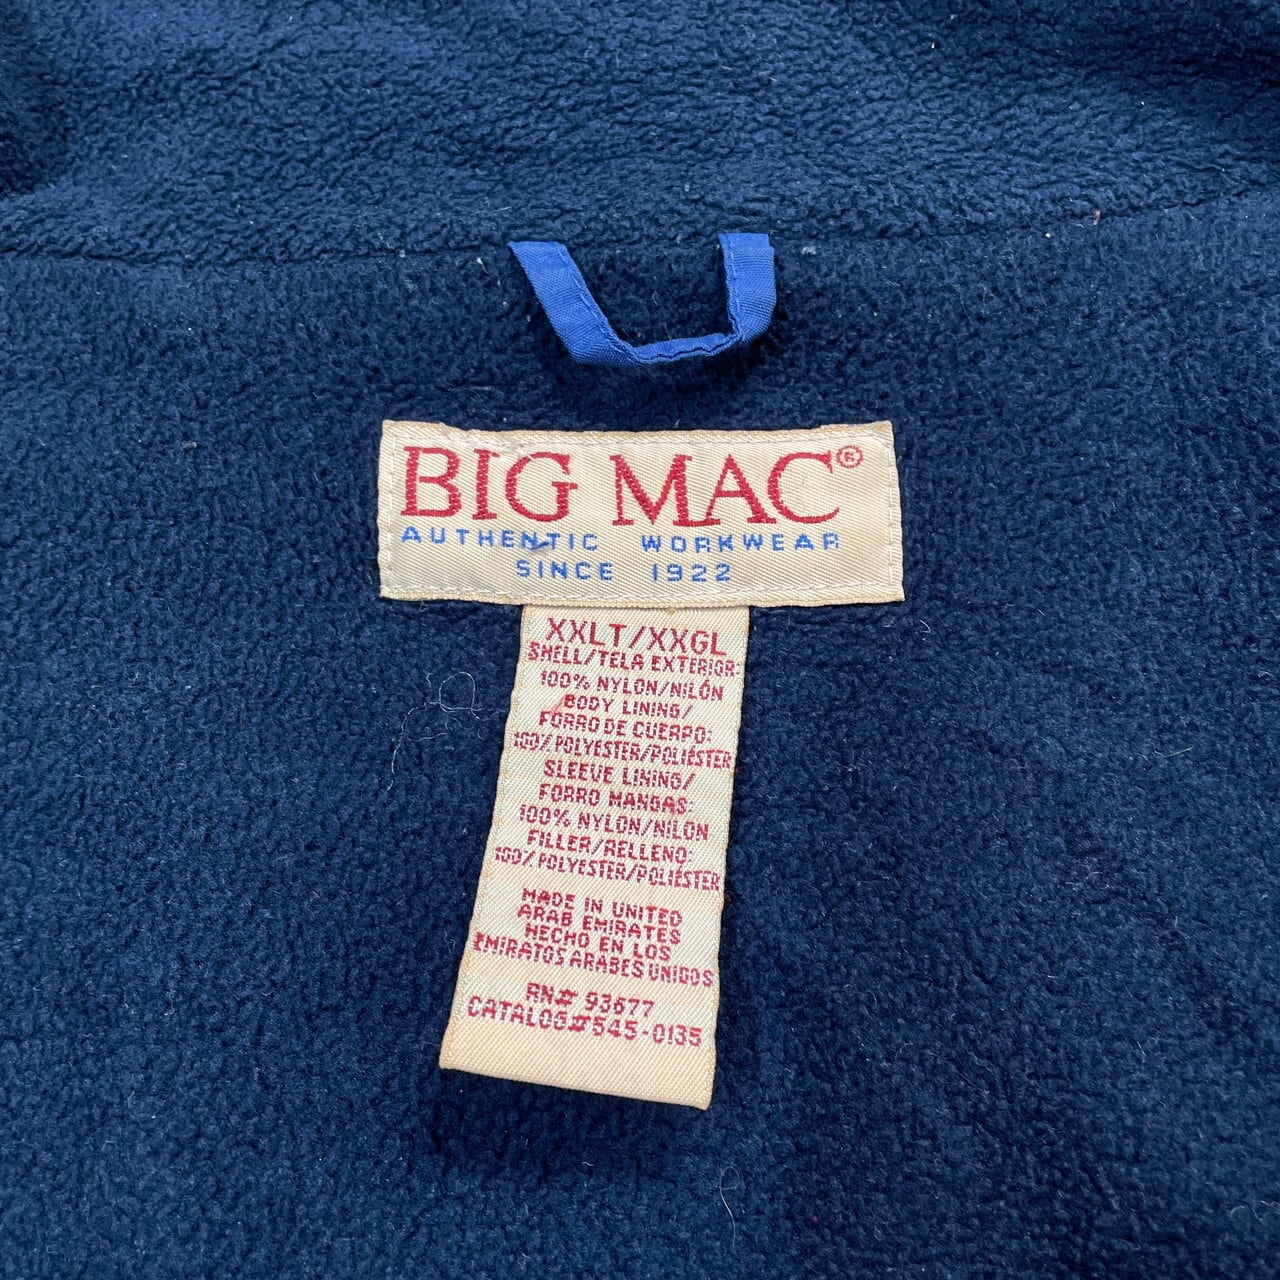 BIG MAC®
AUTHENTIC WORKWEAR
SINCE 1922
XXLT/XXGL
SHELL/TELA EXTERIOR:
100% NYLON/NILÓN
BODY LINING/
FORRO DE CUERPO:
100% POLYESTER/POLIÉSTER
SLEEVE LINING/
FORRO MANGAS:
100% NYLON/NILÓN
FILLER/RELLENO:
100% POLYESTER/POLIÉSTER
MADE IN UNITED
ARAB EMIRATES
HECHO EN LOS
EMIRATOS ARABES UNIDOS
RN# 93677
CATALOG#545-0135